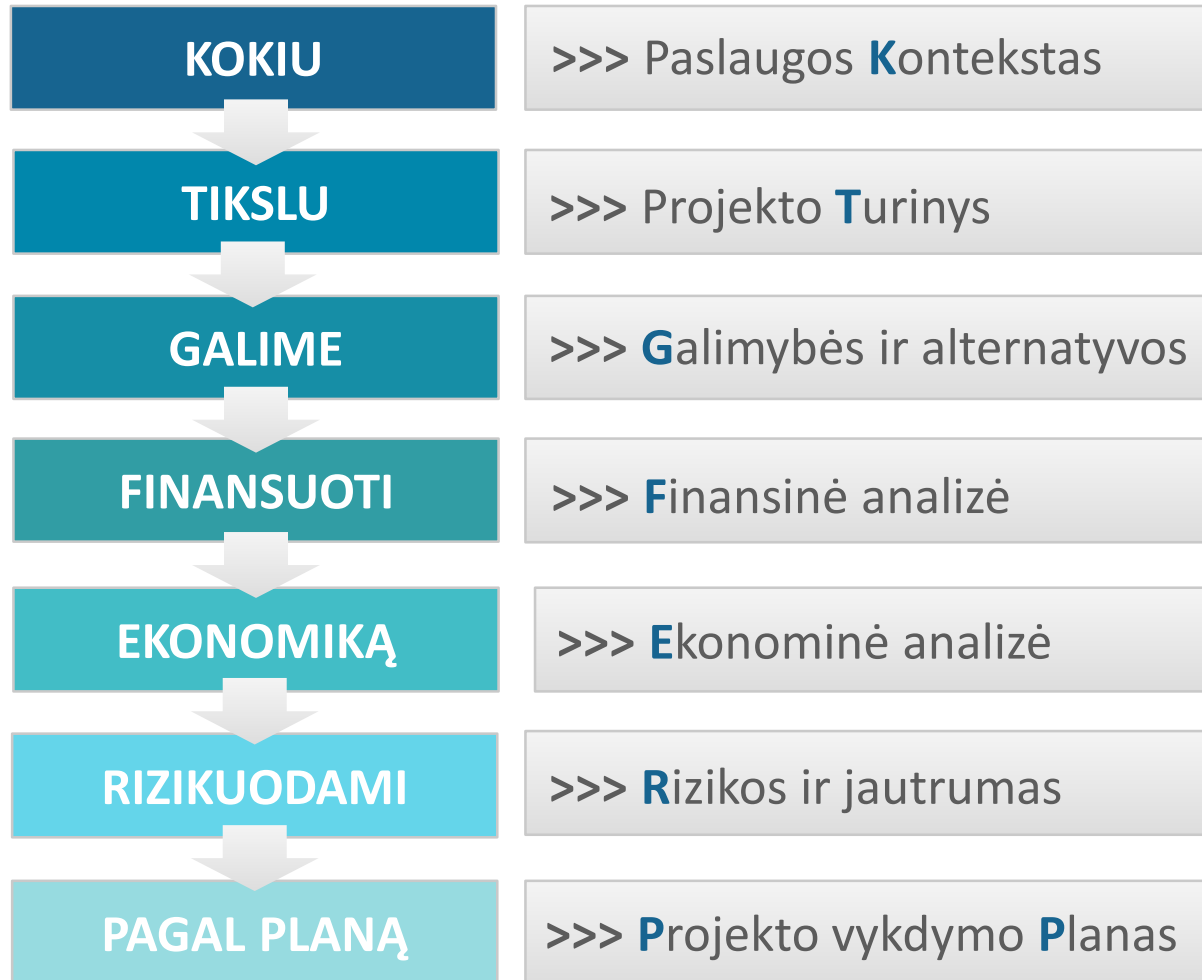 KOKIU
>>> Paslaugos Kontekstas
TIKSLU
>>> Projekto Turinys
GALIME
>>> Galimybės ir alternatyvos
FINANSUOTI
>>> Finansinė analizė
EKONOMIKĄ
>>> Ekonominė analizė
RIZIKUODAMI
>>> Rizikos ir jautrumas
PAGAL PLANĄ
>>> Projekto vykdymo Planas